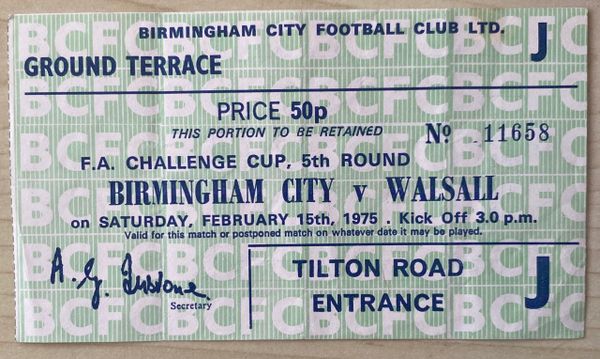 BIRMINGHAM CITY FOOTBALL CLUB LTD.
GROUND TERRACE
J
PRICE 50p
THIS PORTION TO BE RETAINED
Nº 11658
F.A. CHALLENGE CUP, 5th ROUND
BIRMINGHAM CITY v WALSALL
on SATURDAY, FEBRUARY 15th, 1975 . Kick Off 3.0 p.m.
Valid for this match or postponed match on whatever date it may be played.
A. G.
Secretary
TILTON ROAD
ENTRANCE
J
BCFC